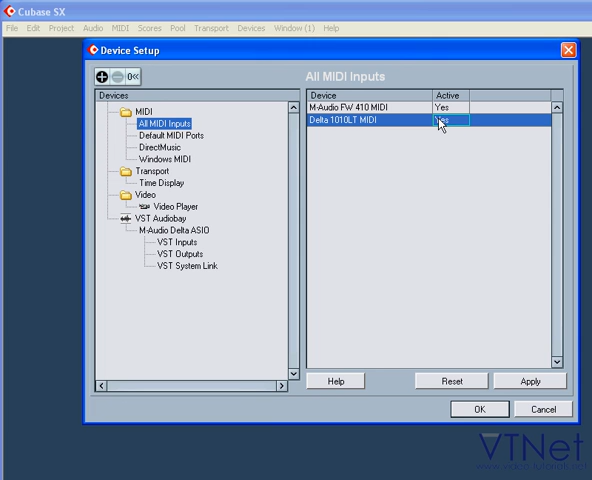 Cubase SX
File Edit Project Audio MIDI Scores Pool Transport Devices Window (1) Help
Device Setup
0«
All MIDI Inputs
Devices
MIDI
All MIDI Inputs
Default MIDI Ports
DirectMusic
Windows MIDI
Transport
Time Display
Video
Video Player
VST Audiobay
M-Audio Delta ASIO
VST Inputs
VST Outputs
VST System Link
Device Active
M-Audio FW 410 MIDI Yes
Delta 1010LT MIDI Yes
Help Reset Apply
OK Cancel
VTNet